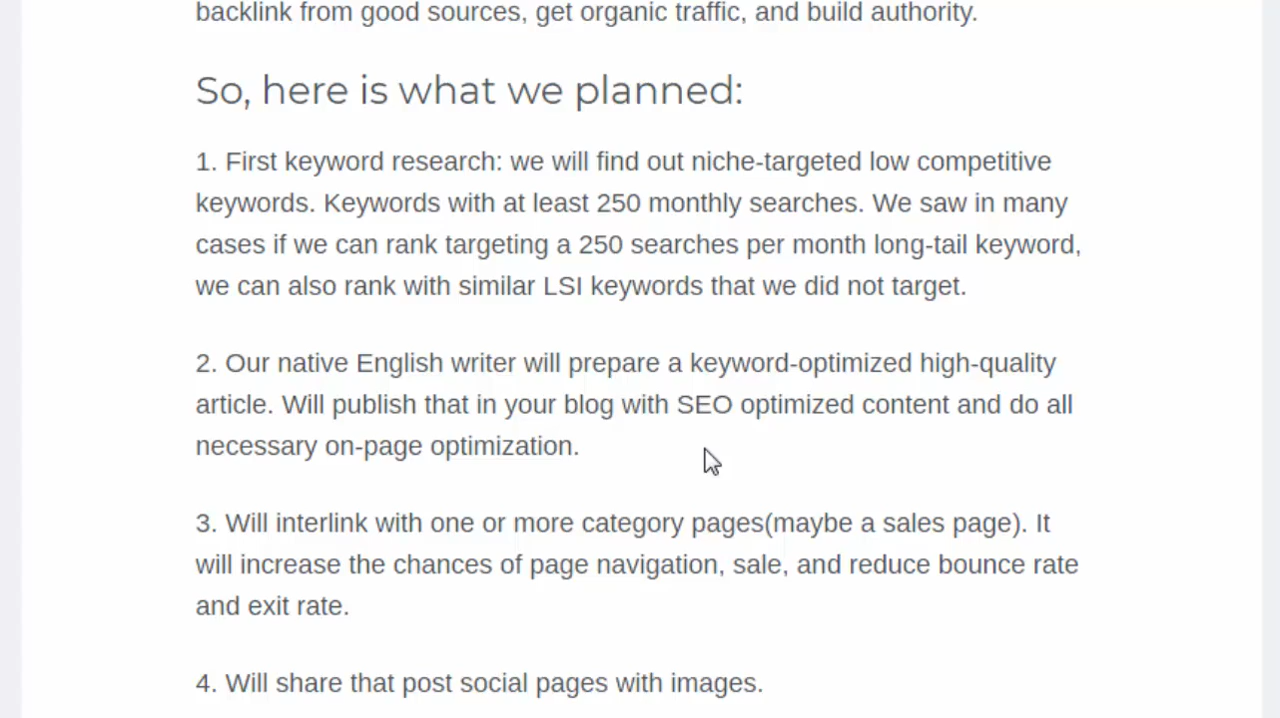 backlink from good sources, get organic traffic, and build authority.
So, here is what we planned:
1. First keyword research: we will find out niche-targeted low competitive
keywords. Keywords with at least 250 monthly searches. We saw in many
cases if we can rank targeting a 250 searches per month long-tail keyword,
we can also rank with similar LSI keywords that we did not target.
2. Our native English writer will prepare a keyword-optimized high-quality
article. Will publish that in your blog with SEO optimized content and do all
necessary on-page optimization.
3. Will interlink with one or more category pages(maybe a sales page). It
will increase the chances of page navigation, sale, and reduce bounce rate
and exit rate.
4. Will share that post social pages with images.